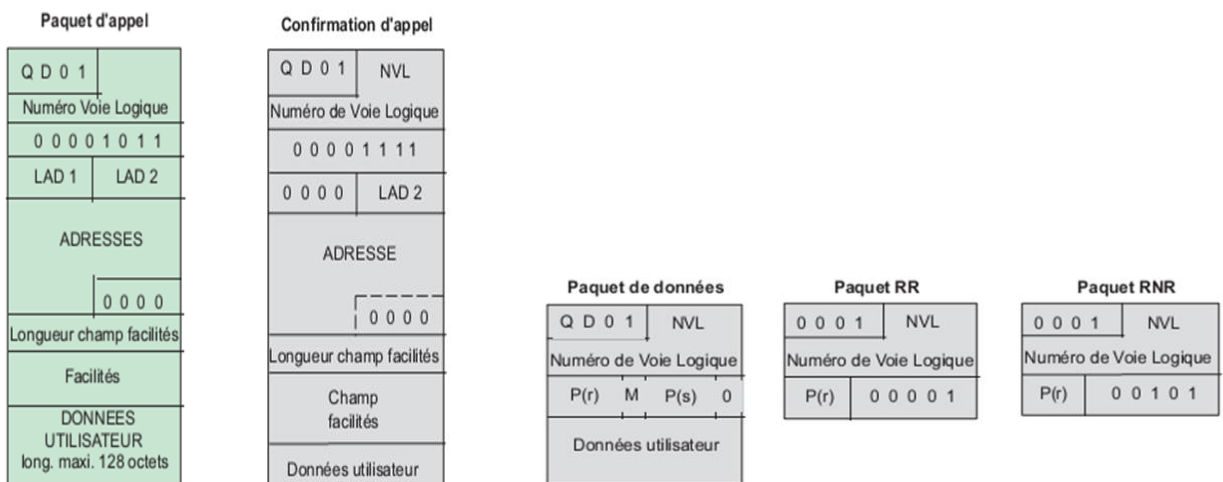 Paquet d'appel
Q D 0 1
Numéro Voie Logique
0 0 0 0 1 0 1 1
LAD 1 LAD 2
ADRESSES
0 0 0 0
Longueur champ facilités
Facilités
DONNEES
UTILISATEUR
long. maxi. 128 octets
Confirmation d'appel
Q D 0 1 NVL
Numéro de Voie Logique
0 0 0 0 1 1 1 1
0 0 0 0 LAD 2
ADRESSE
0 0 0 0
Longueur champ facilités
Champ
facilités
Données utilisateur
Paquet de données
Q D 0 1 NVL
Numéro de Voie Logique
P(r) M P(s) 0
Données utilisateur
Paquet RR
0 0 0 1 NVL
Numéro de Voie Logique
P(r) 0 0 0 0 1
Paquet RNR
0 0 0 1 NVL
Numéro de Voie Logique
P(r) 0 0 1 0 1